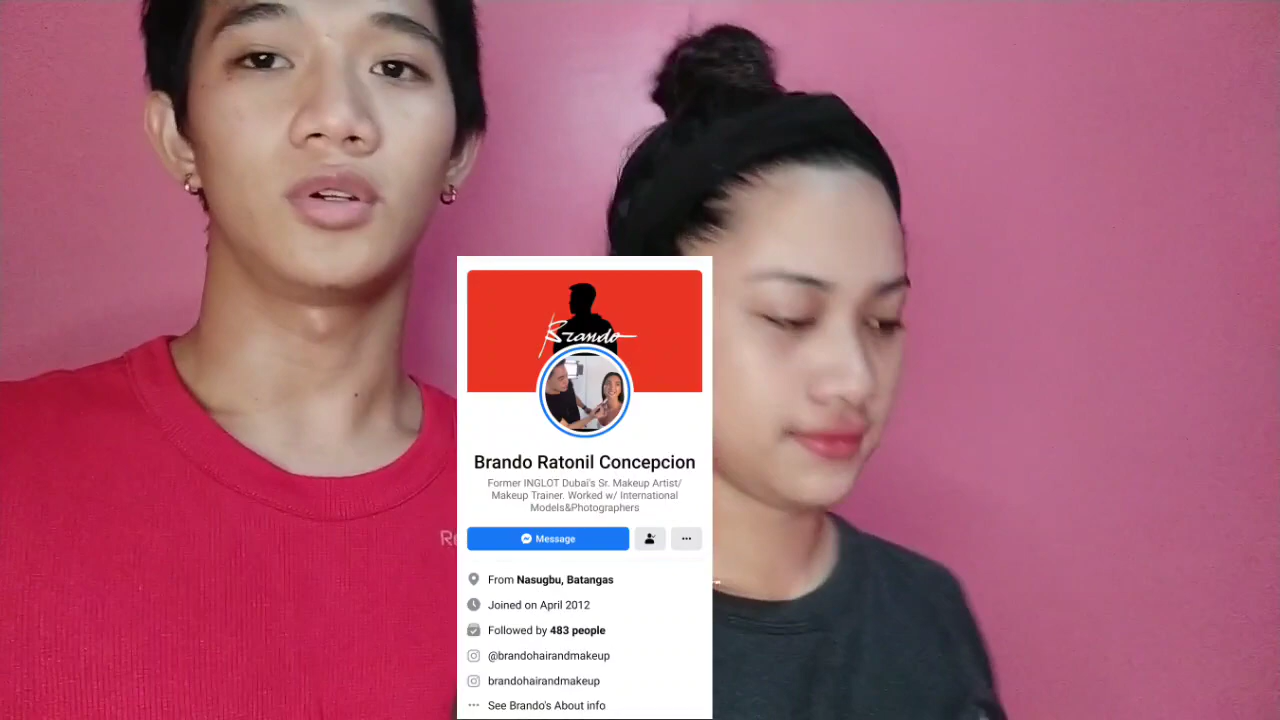 Brando
Brando Ratonil Concepcion
Former INGLOT Dubai's Sr. Makeup Artist/
Makeup Trainer. Worked w/ International
Models&Photographers
Re
Message
From Nasugbu, Batangas
Joined on April 2012
Followed by 483 people
@brandohairandmakeup
brandohairandmakeup
See Brando's About info